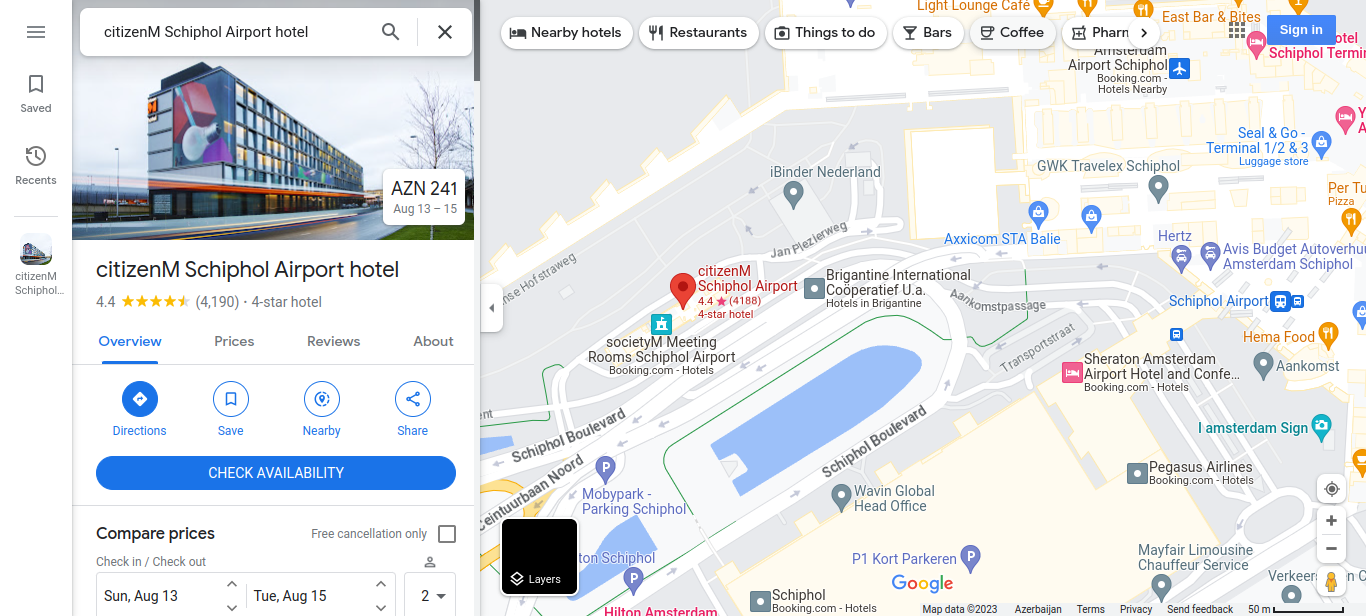 citizenM Schiphol Airport hotel
Saved
Recents
citizenM
Schiphol...
AZN 241
Aug 13 – 15
citizenM Schiphol Airport hotel
4.4 (4,190) · 4-star hotel
Overview
Prices
Reviews
About
Directions
Save
Nearby
Share
CHECK AVAILABILITY
Compare prices
Free cancellation only
Check in / Check out
Sun, Aug 13
Tue, Aug 15
2
Nearby hotels
Restaurants
Things to do
Bars
Coffee
Pharm
Sign in
Light Lounge Café
East Bar & Bites
otel
Schiphol Termin
Amsterdam
Airport Schiphol
Booking.com -
Hotels Nearby
Seal & Go -
Terminal 1/2 & 3
Luggage store
iBinder Nederland
GWK Travelex Schiphol
Per Tu
Pizza
Jan Plezierweg
Axxicom STA Balie
Hertz
Avis Budget Autoverhuu
Amsterdam Schiphol
nse Hofstraweg
citizenM
Schiphol Airport
4.4 (4188)
4-star hotel
Brigantine International
Coöperatief U.a.
Hotels in Brigantine
Aankomstpassage
Schiphol Airport
societyM Meeting
Rooms Schiphol Airport
Booking.com - Hotels
Transportstraat
Hema Food
Sheraton Amsterdam
Airport Hotel and Confe...
Booking.com - Hotels
Aankomst
ent
Schiphol Boulevard
Schiphol Boulevard
I amsterdam Sign
Ceintuurbaan Noord
Mobypark -
Parking Schiphol
Pegasus Airlines
Booking.com - Hotels
Wavin Global
Head Office
ton Schiphol
P1 Kort Parkeren
Mayfair Limousine
Chauffeur Service
Layers
Google
Hilton Amsterdam
Schiphol
Booking.com - Hotels
Verkeers
n C
Map data ©2023
Azerbaijan
Terms
Privacy
Send feedback
50 m